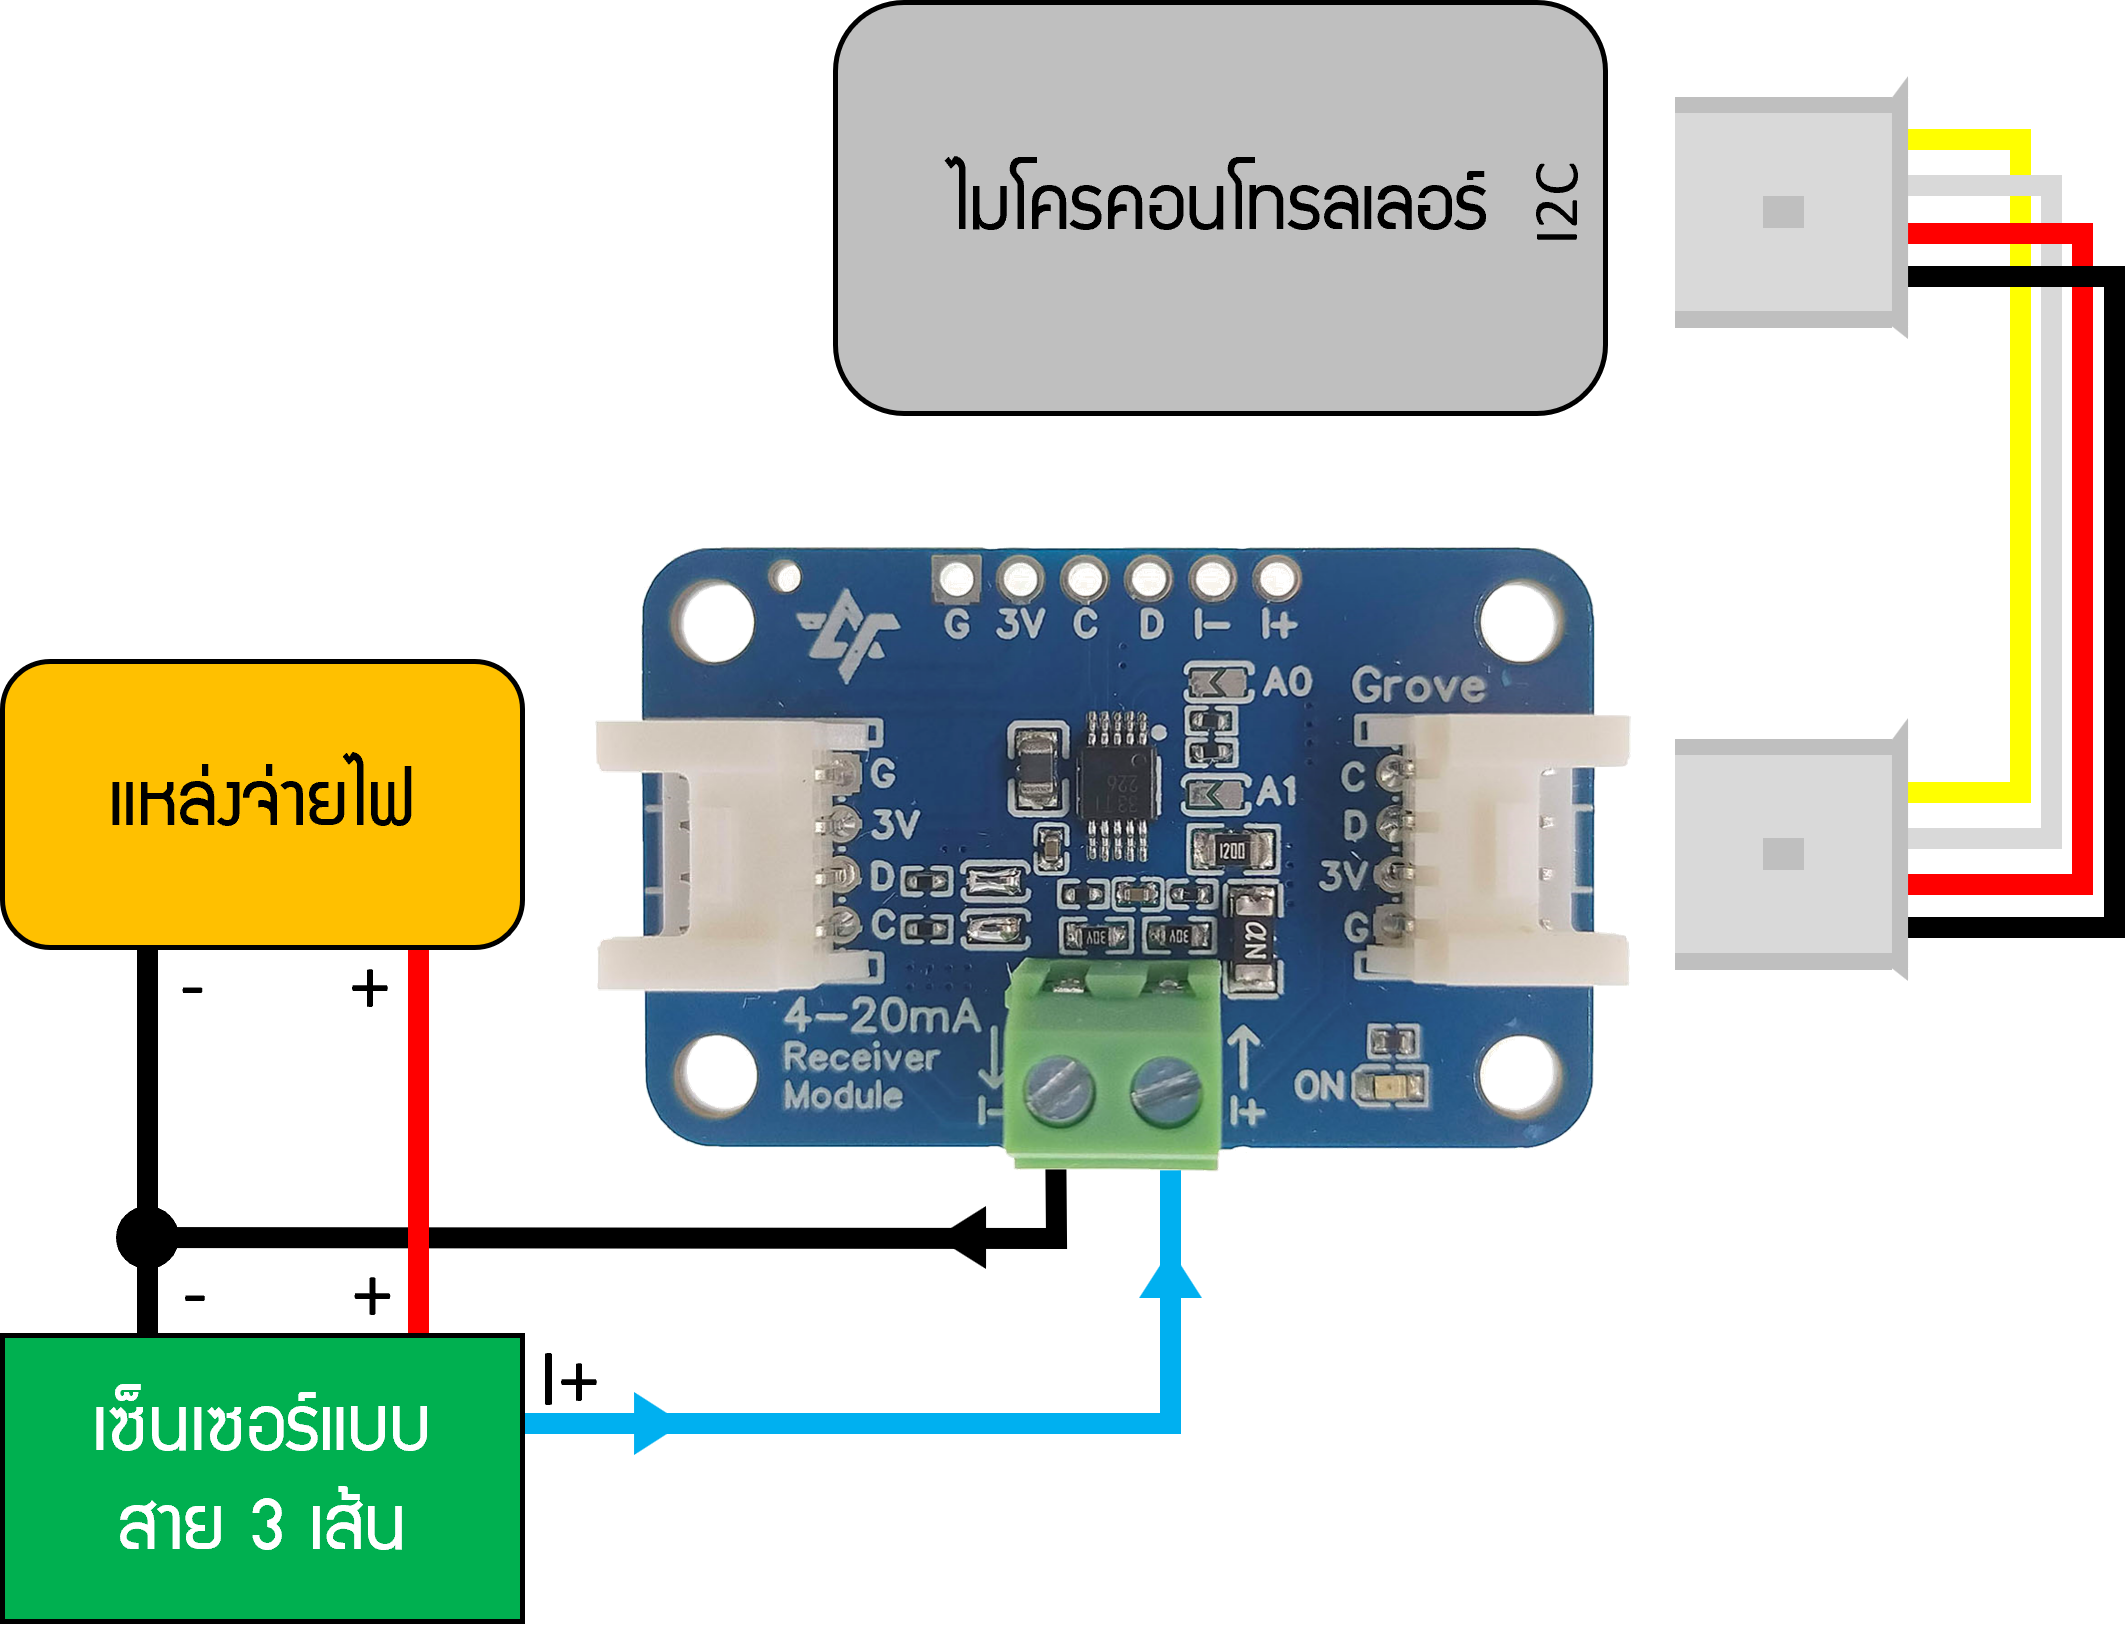 ไมโครคอนโทรลเลอร์
I2C
G 3V C D I- I+
A0
Grove
แหล่งจ่ายไฟ
G
3V
D
C
A1
1200
C
D
3V
G
- +
4-20mA
Receiver
Module
I-
I+
ON
- +
I+
เซ็นเซอร์แบบ
สาย 3 เส้น